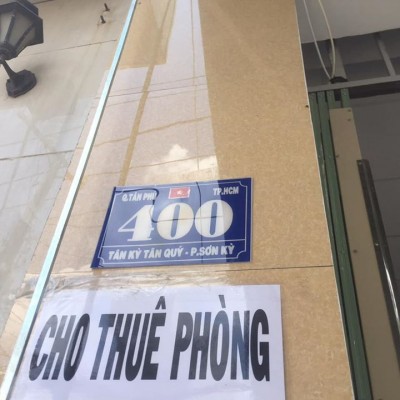 Q.TÂN PHÚ TP.HCM
400
TÂN KỲ TÂN QUÝ - P.SƠN KỲ
CHO THUÊ PHÒNG